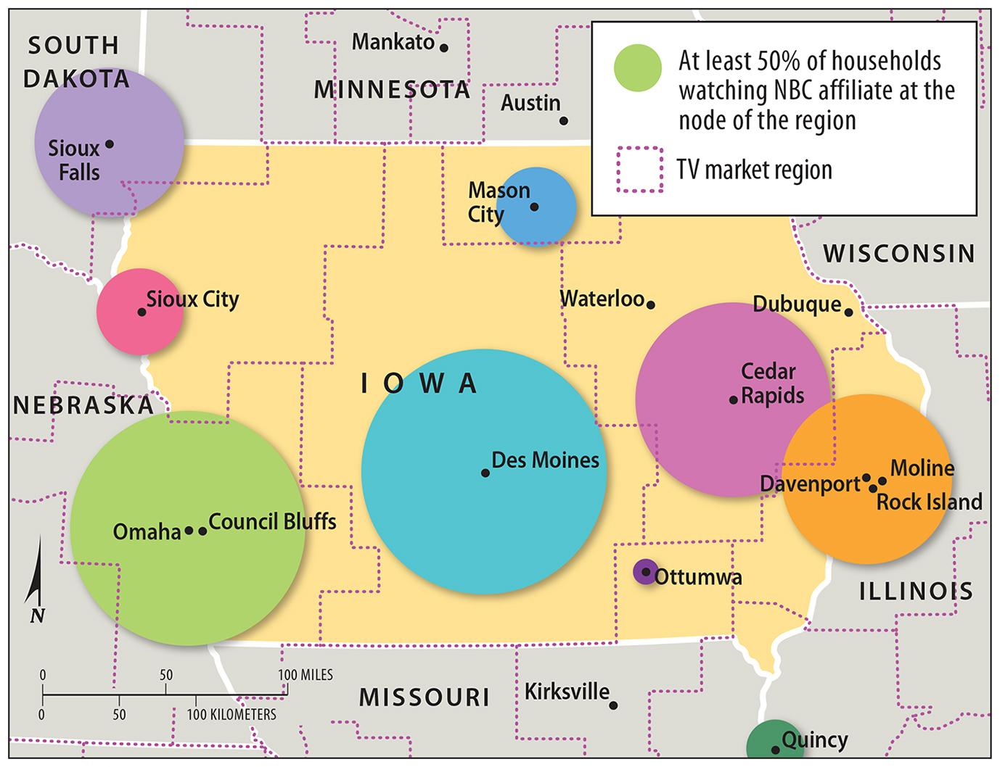 SOUTH
DAKOTA
Mankato
MINNESOTA
Austin
At least 50% of households
watching NBC affiliate at the
node of the region
TV market region
Sioux
Falls
Mason
City
WISCONSIN
Sioux City
Waterloo
Dubuque
IOWA
Cedar
Rapids
NEBRASKA
Des Moines
Moline
Davenport
Rock Island
Omaha
Council Bluffs
Ottumwa
ILLINOIS
N
0 50 100 MILES
0 50 100 KILOMETERS
MISSOURI
Kirksville
Quincy